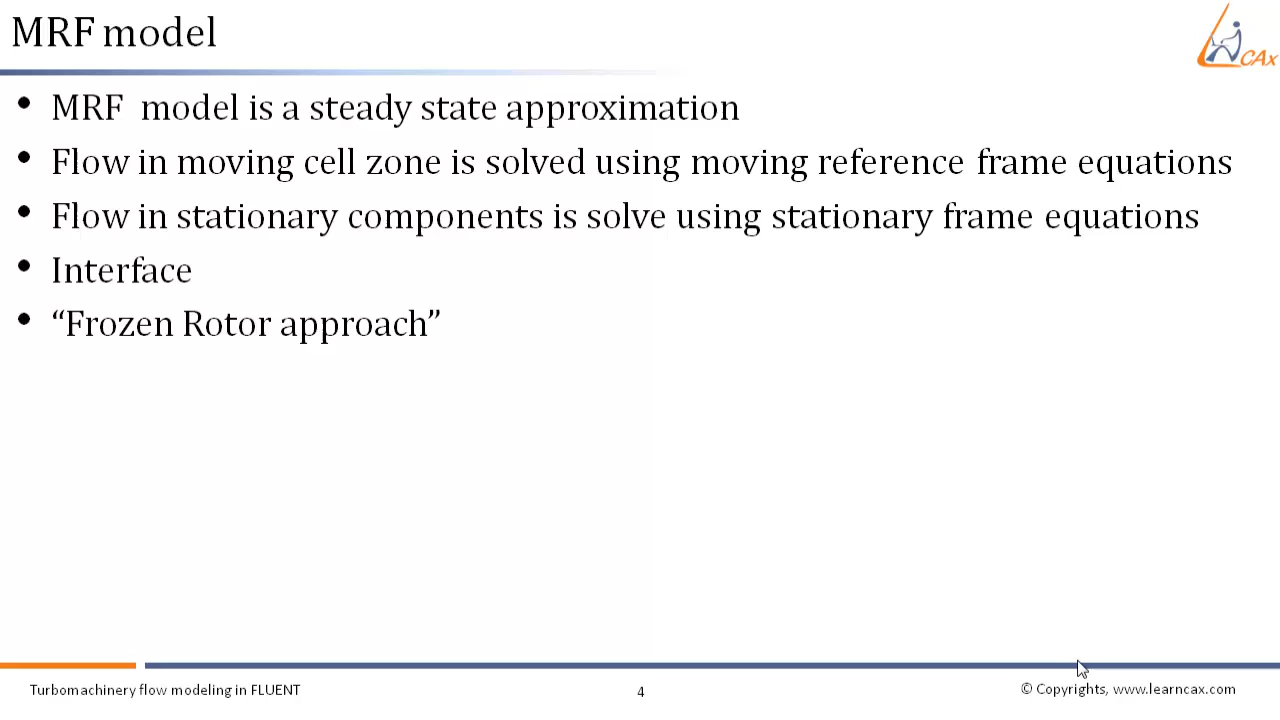 MRF model
CAx
• MRF model is a steady state approximation
• Flow in moving cell zone is solved using moving reference frame equations
• Flow in stationary components is solve using stationary frame equations
• Interface
• “Frozen Rotor approach”
Turbomachinery flow modeling in FLUENT
4
© Copyrights, www.learncax.com